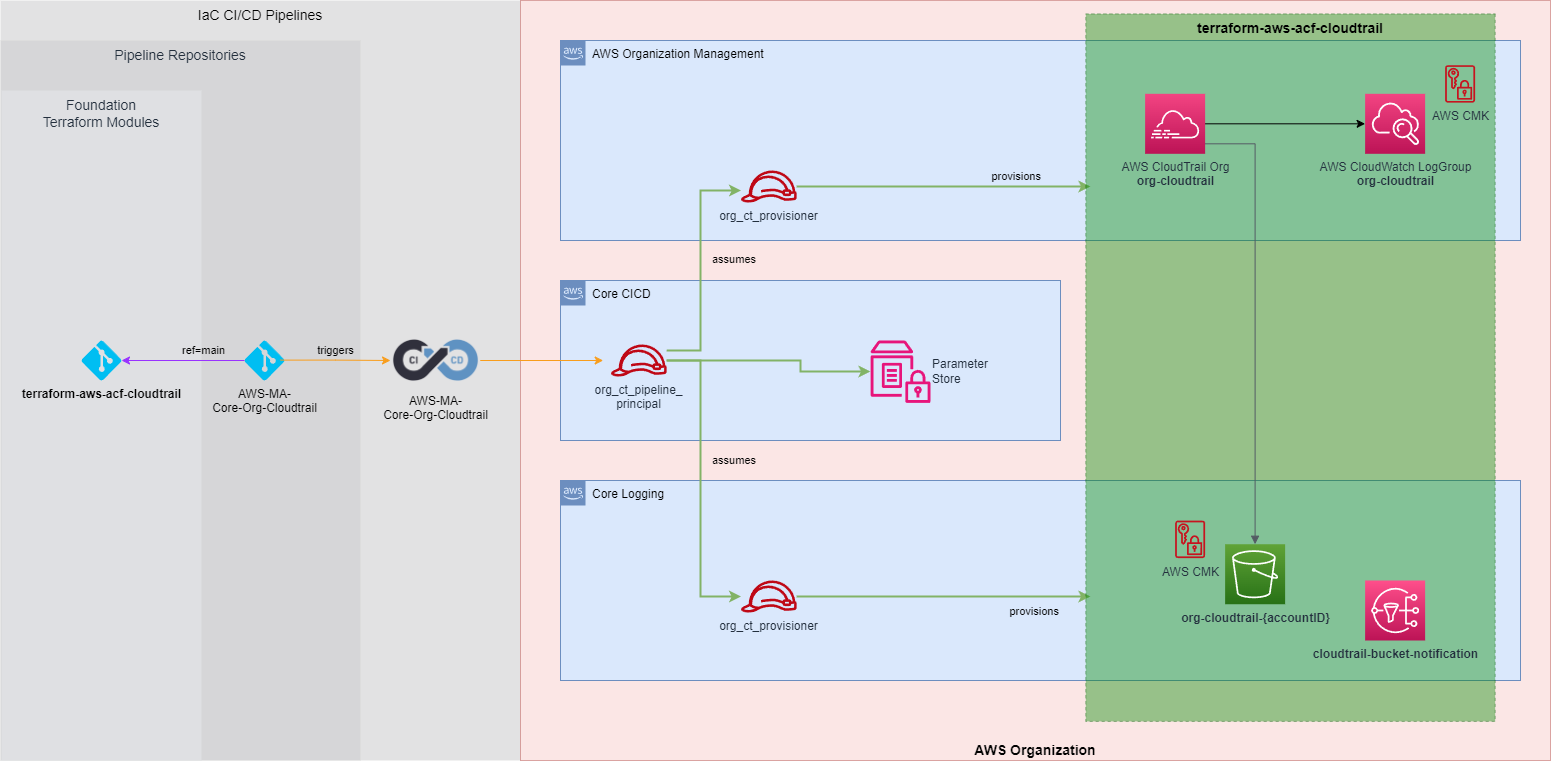 IaC CI/CD Pipelines
Pipeline Repositories
Foundation
Terraform Modules
terraform-aws-acf-cloudtrail
ref=main
AWS-MA-
Core-Org-Cloudtrail
triggers
CI
CD
AWS-MA-
Core-Org-Cloudtrail
terraform-aws-acf-cloudtrail
aws
AWS Organization Management
AWS CMK
AWS CloudTrail Org
org-cloudtrail
AWS CloudWatch LogGroup
org-cloudtrail
provisions
org_ct_provisioner
assumes
aws
Core CICD
org_ct_pipeline_
principal
Parameter
Store
assumes
aws
Core Logging
AWS CMK
org_ct_provisioner
provisions
org-cloudtrail-{accountID}
cloudtrail-bucket-notification
AWS Organization